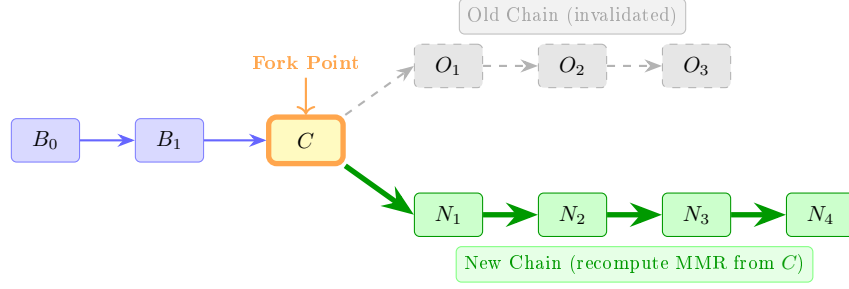 Old Chain (invalidated)
Fork Point
O₁ O₂ O₃
B₀ B₁ C
N₁ N₂ N₃ N₄
New Chain (recompute MMR from C)